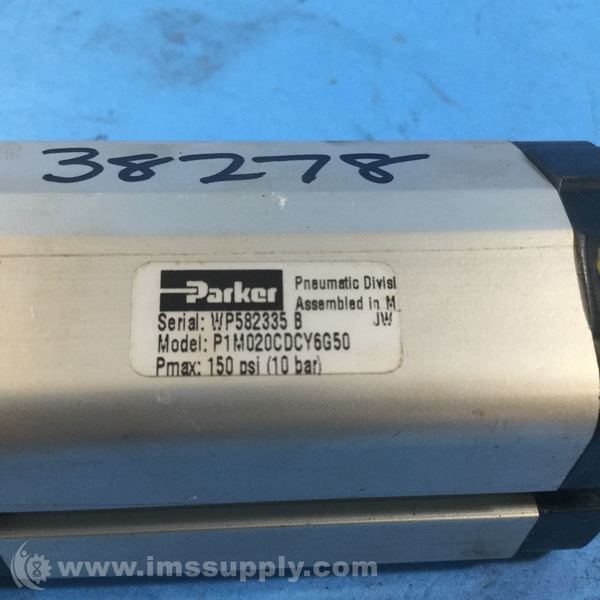 38278
Parker
Pneumatic Divisi
Assembled in M
Serial: WP582335 B JW
Model: P1M020CDCY6G50
Pmax: 150 psi (10 bar)
www.imssupply.com